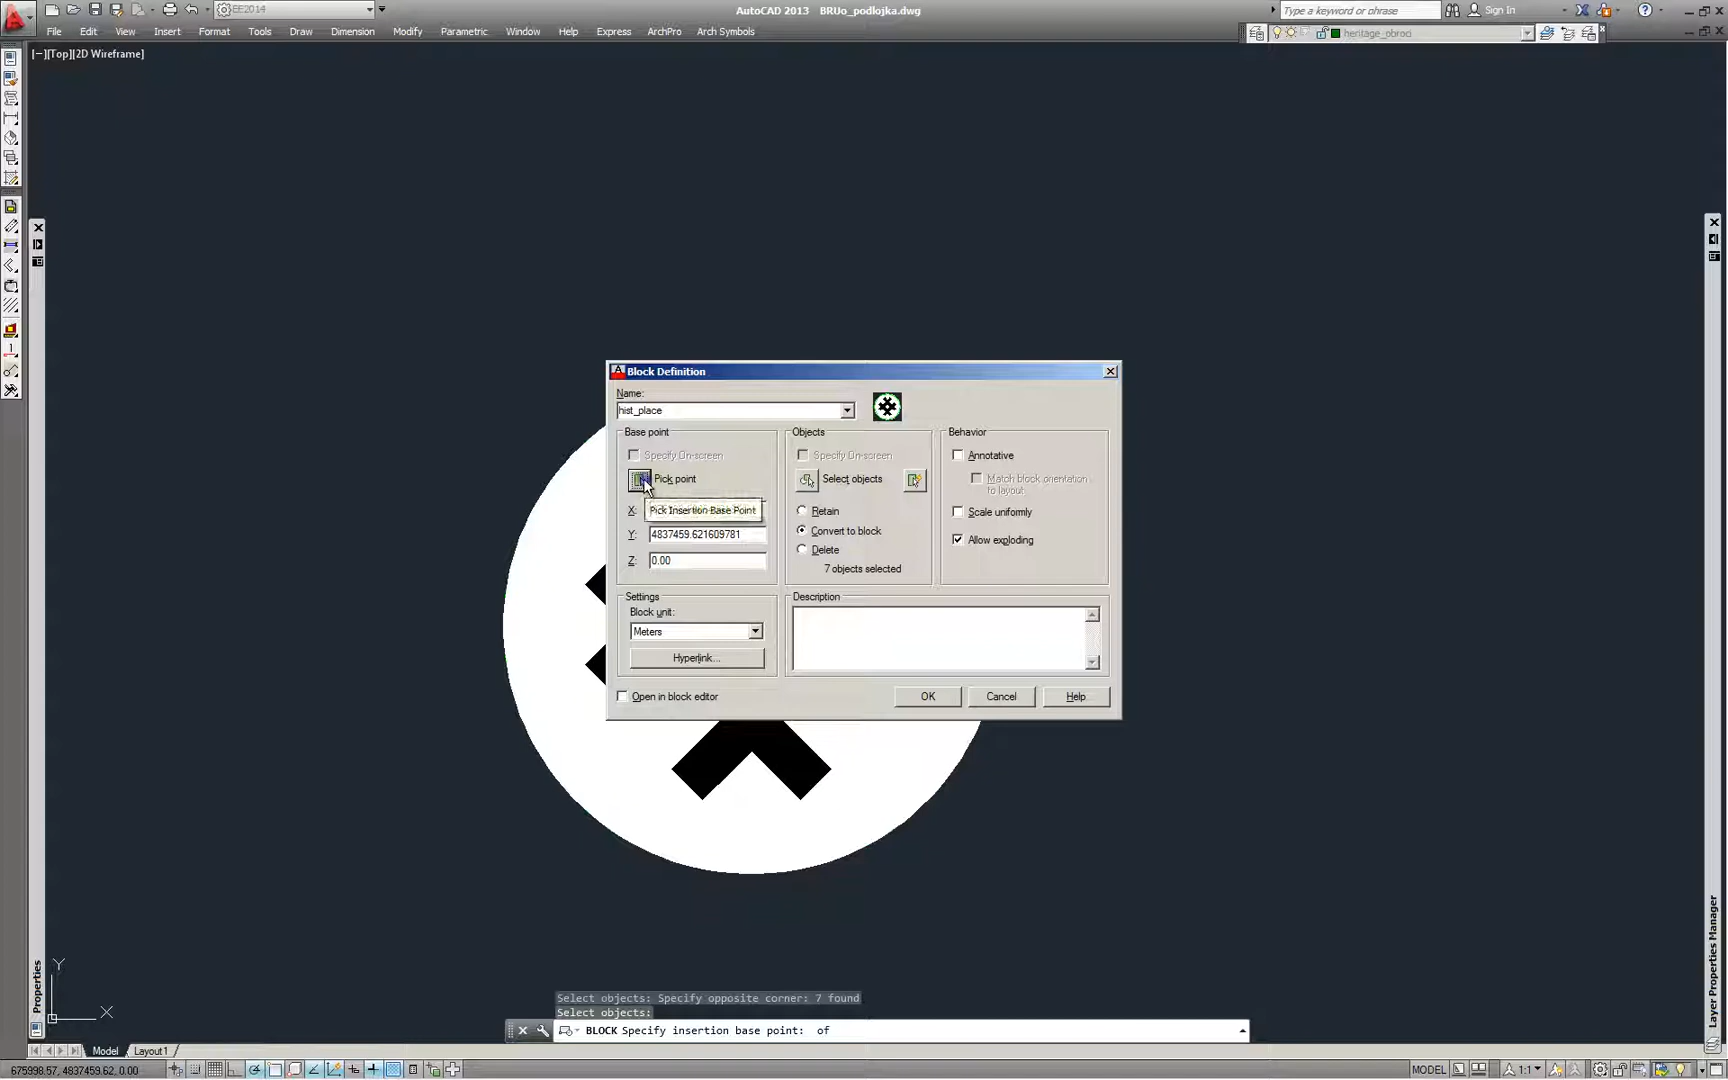 EE2014
AutoCAD 2013 BRUo_podlojka.dwg
Type a keyword or phrase
Sign In
File Edit View Insert Format Tools Draw Dimension Modify Parametric Window Help Express ArchPro Arch Symbols
heritage_obroci
[−][Top][2D Wireframe]
Block Definition
Name:
hist_place
Base point
Objects
Behavior
Specify On-screen
Specify On-screen
Annotative
Pick point
Select objects
Match block orientation
to layout
X:
Pick Insertion Base Point
Retain
Scale uniformly
Y: 4837459.621609781
Convert to block
Allow exploding
Z: 0.00
Delete
7 objects selected
Settings
Description
Block unit:
Meters
Hyperlink...
Open in block editor
OK
Cancel
Help
Properties
Layer Properties Manager
Y
X
Select objects: Specify opposite corner: 7 found
Select objects:
BLOCK Specify insertion base point: of
Model Layout1
675998.57, 4837459.62, 0.00
MODEL
1:1